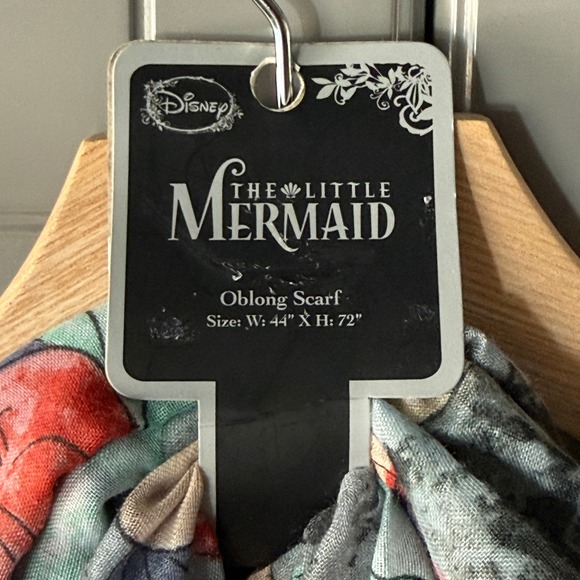 Disney
THE LITTLE
MERMAID
Oblong Scarf
Size: W: 44" X H: 72"